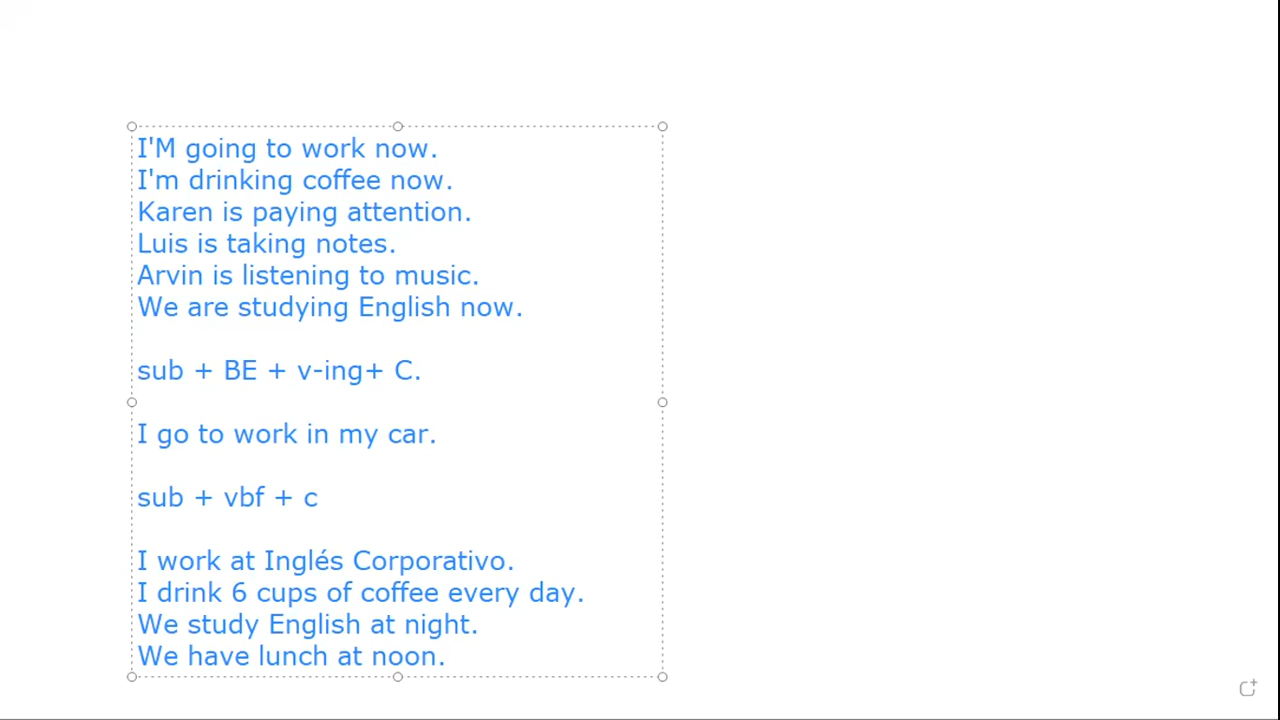 I'M going to work now.
I'm drinking coffee now.
Karen is paying attention.
Luis is taking notes.
Arvin is listening to music.
We are studying English now.
sub + BE + v-ing+ C.
I go to work in my car.
sub + vbf + c
I work at Inglés Corporativo.
I drink 6 cups of coffee every day.
We study English at night.
We have lunch at noon.